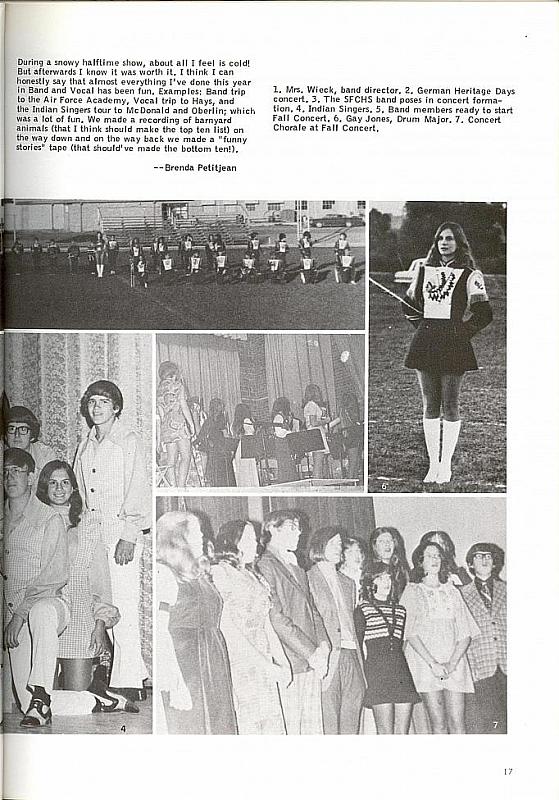 During a snowy halftime show, about all I feel is cold!
But afterwards I know it was worth it. I think I can
honestly say that almost everything I've done this year
in Band and Vocal has been fun. Examples: Band trip
to the Air Force Academy, Vocal trip to Hays, and
the Indian Singers tour to McDonald and Oberlin; which
was a lot of fun. We made a recording of barnyard
animals (that I think should make the top ten list) on
the way down and on the way back we made a "funny
stories" tape (that should've made the bottom ten!).
--Brenda Petitjean
1. Mrs. Wieck, band director. 2. German Heritage Days
concert. 3. The SFCHS band poses in concert forma-
tion. 4. Indian Singers. 5. Band members ready to start
Fall Concert. 6. Gay Jones, Drum Major. 7. Concert
Chorale at Fall Concert.
6
4
7
17